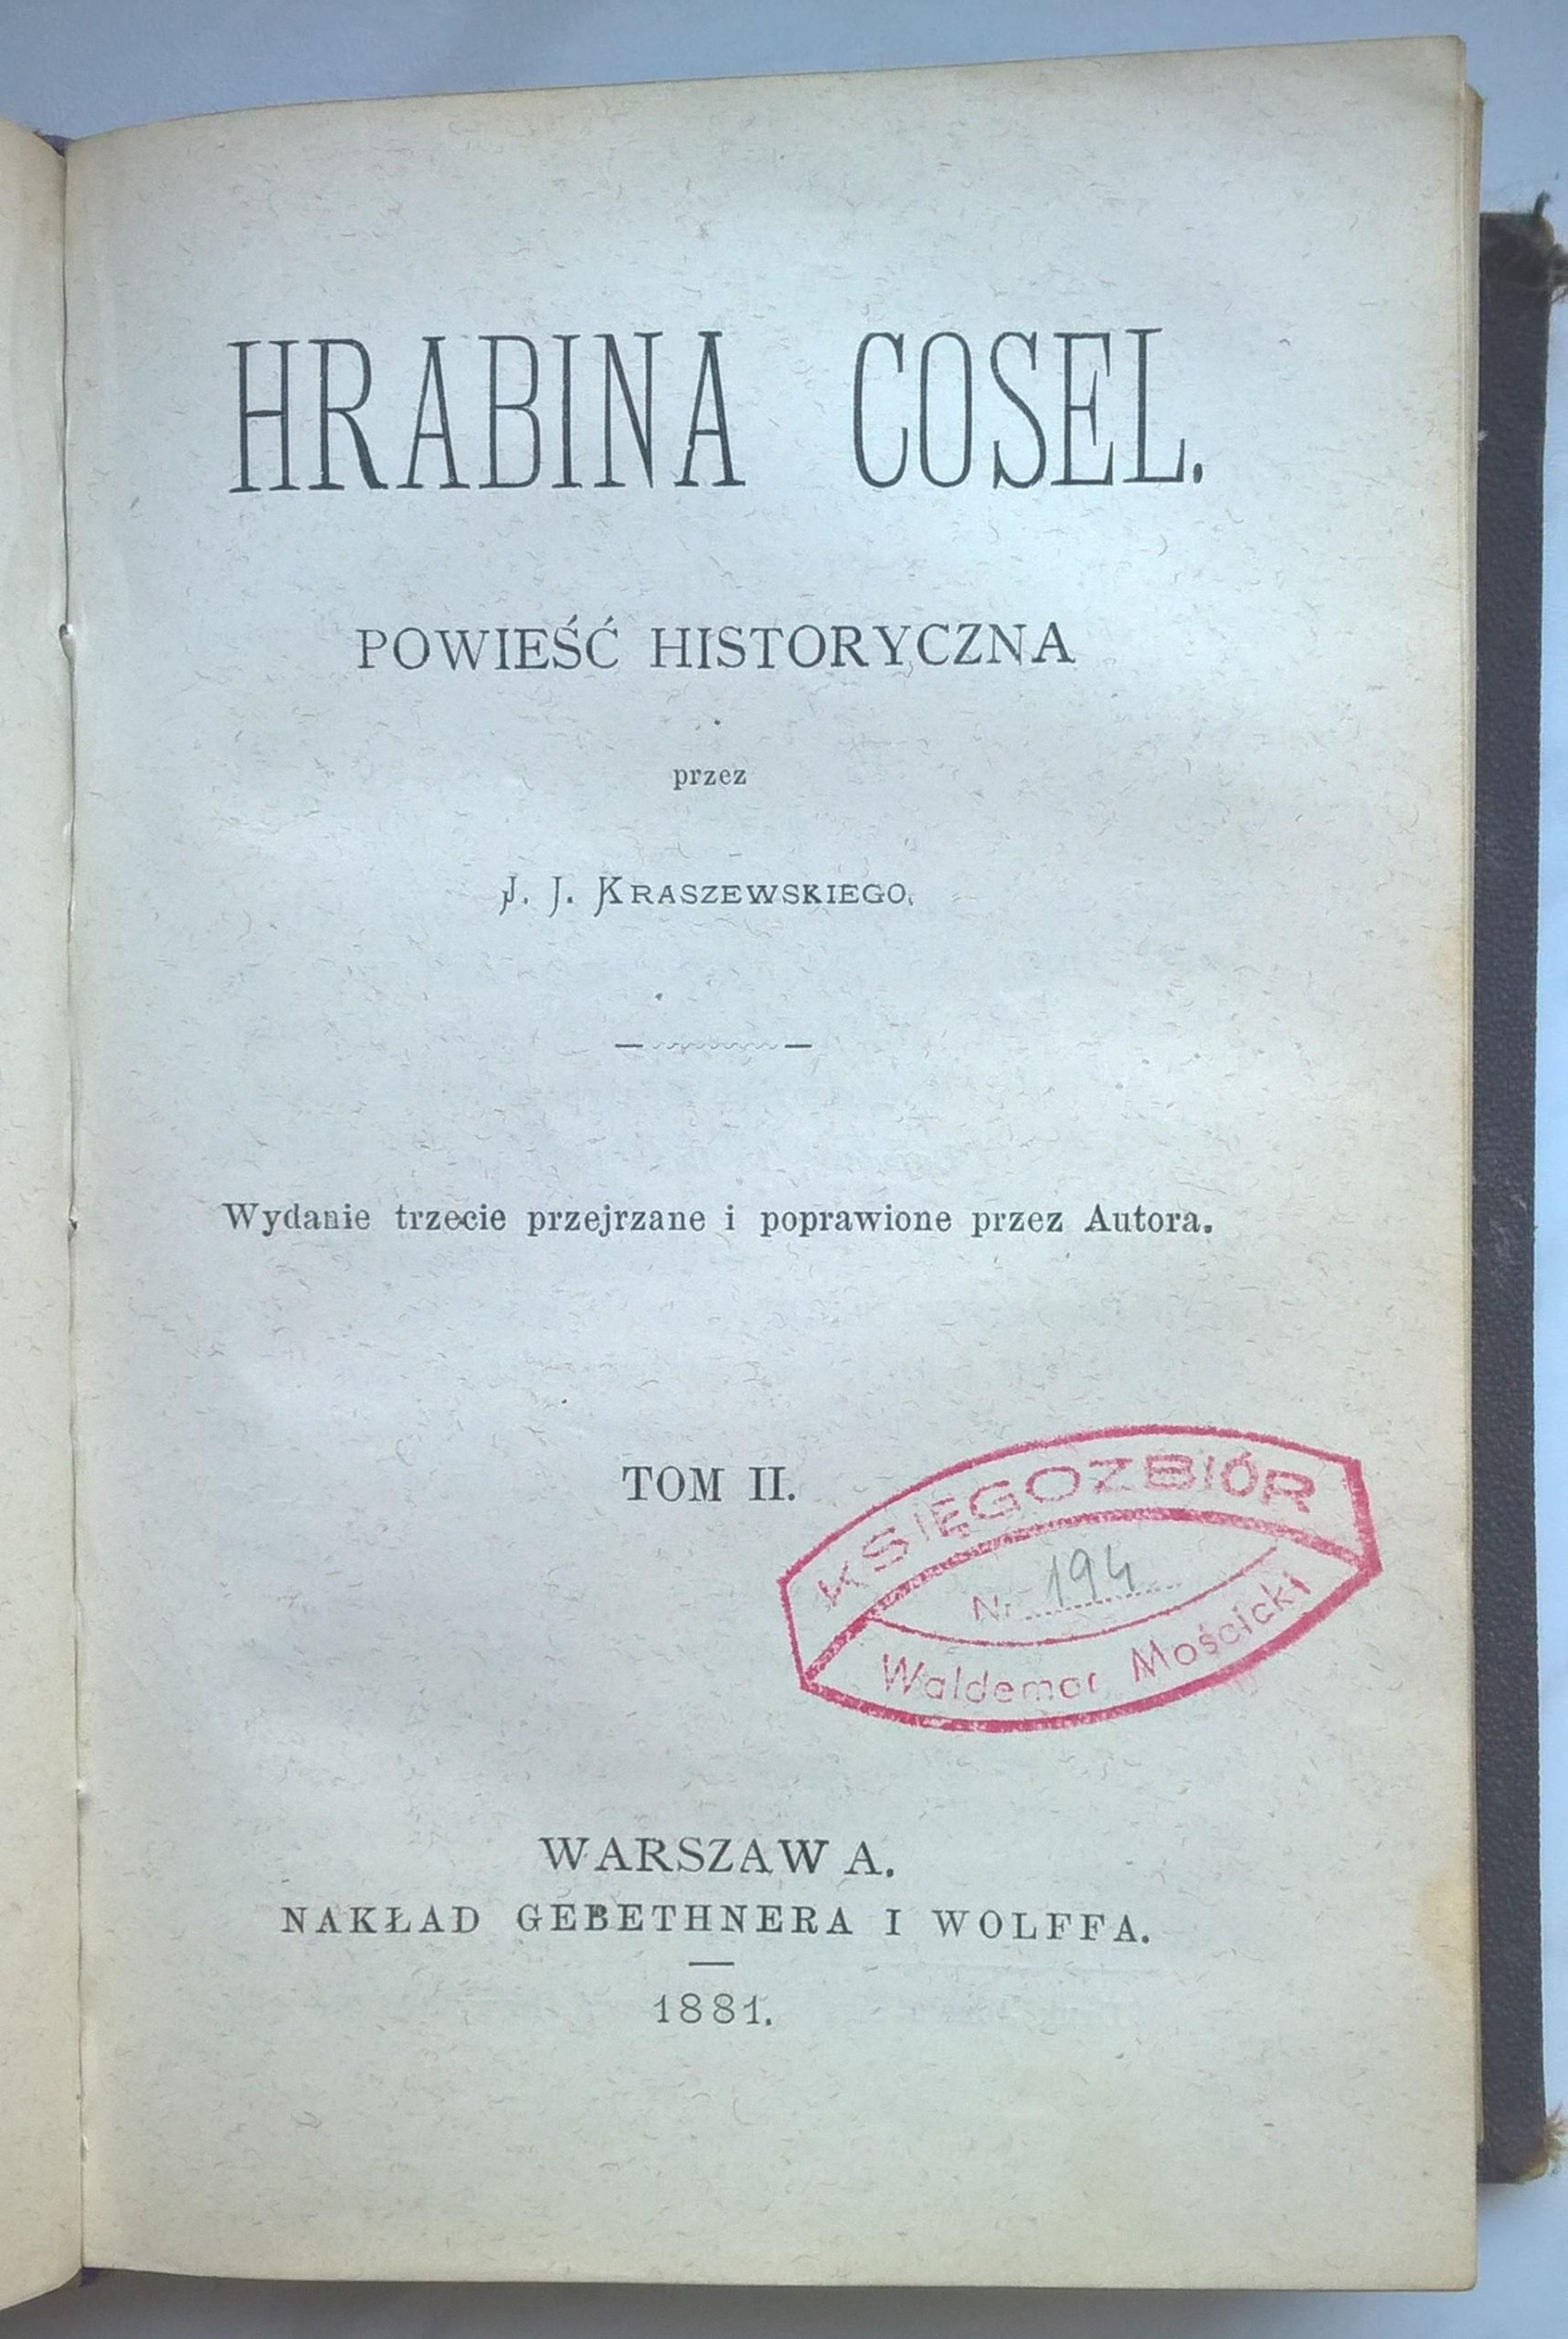 HRABINA COSEL.
POWIEŚĆ HISTORYCZNA
przez
J. J. KRASZEWSKIEGO.
Wydanie trzecie przejrzane i poprawione przez Autora.
TOM II.
KSIĘGOZBIÓR
Nr 194
Waldemar Mościcki
WARSZAWA.
NAKŁAD GEBETHNERA I WOLFFA.
1881.